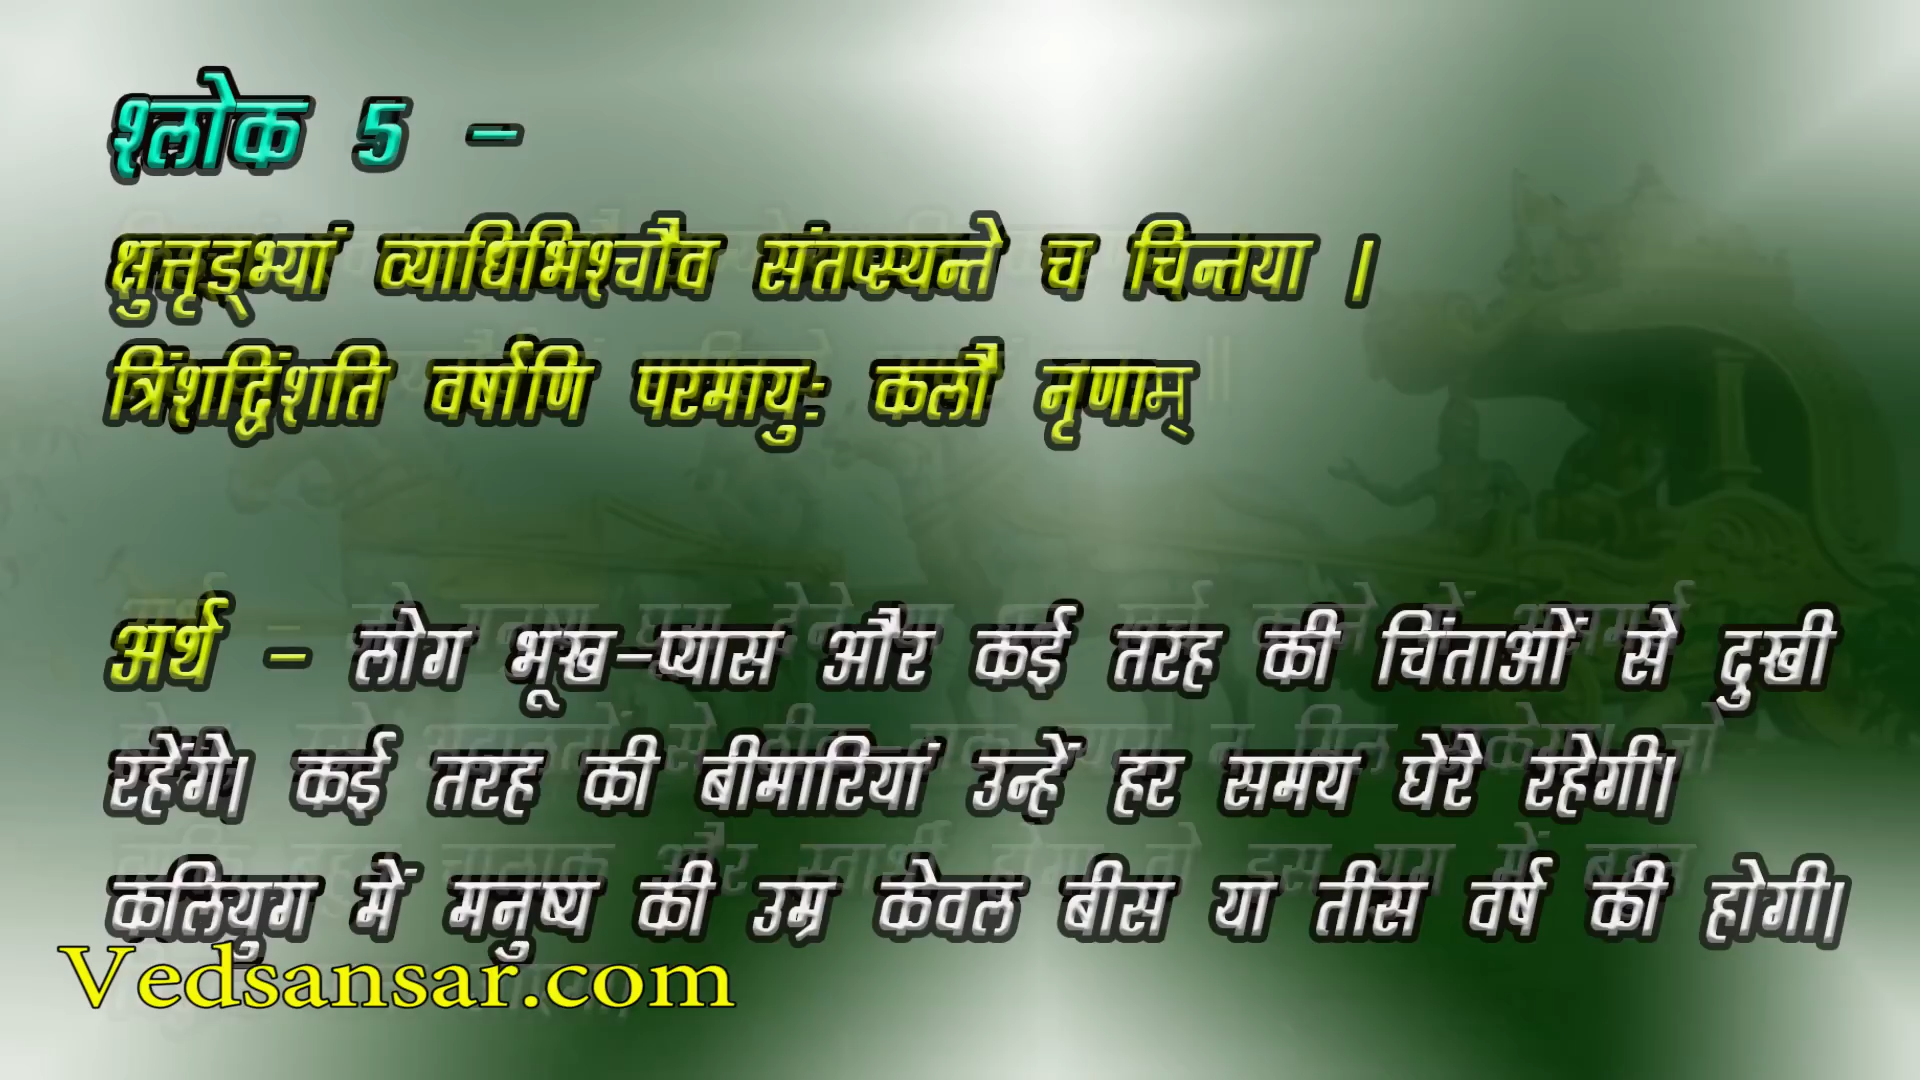 श्लोक 5 -
क्षुत्तृड्भ्यां व्याधिभिश्चौव संतप्स्यन्ते च चिन्तया ।
त्रिंशद्विंशति वर्षाणि परमायुः कलौ नृणाम्
अर्थ - लोग भूख-प्यास और कई तरह की चिंताओं से दुखी
रहेंगे। कई तरह की बीमारियां उन्हें हर समय घेरे रहेगी।
कलियुग में मनुष्य की उम्र केवल बीस या तीस वर्ष की होगी।
Vedsansar.com